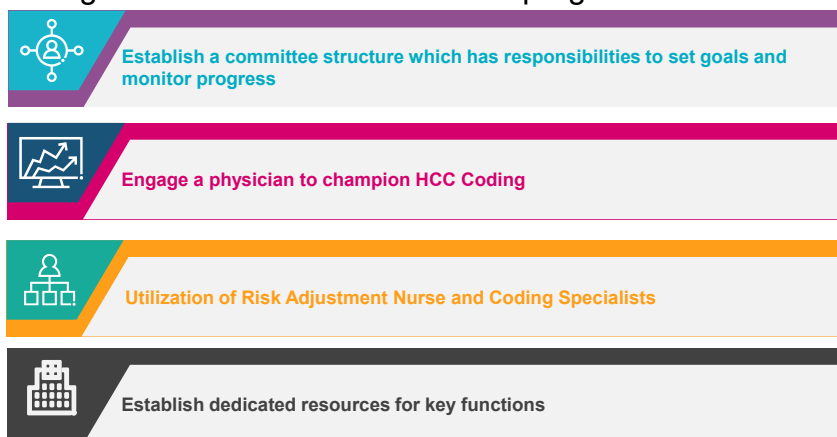 Establish a committee structure which has responsibilities to set goals and
monitor progress
Engage a physician to champion HCC Coding
Utilization of Risk Adjustment Nurse and Coding Specialists
Establish dedicated resources for key functions